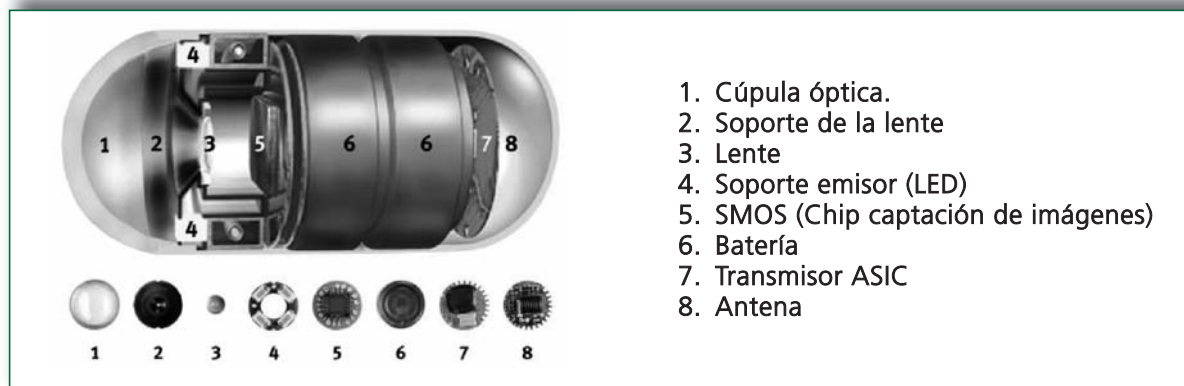 4
1 2 3 5 6 6 7 8
4
1 2 3 4 5 6 7 8
1. Cúpula óptica.
2. Soporte de la lente
3. Lente
4. Soporte emisor (LED)
5. SMOS (Chip captación de imágenes)
6. Batería
7. Transmisor ASIC
8. Antena